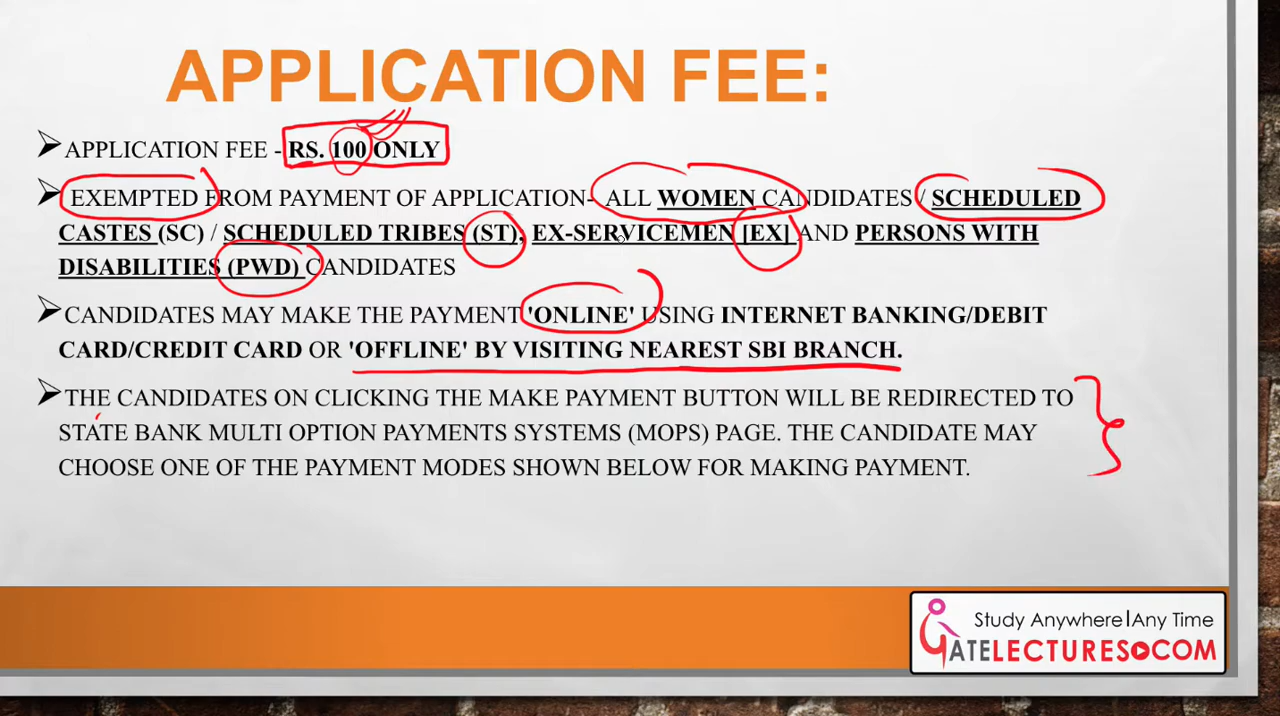 APPLICATION FEE:
APPLICATION FEE - RS. 100 ONLY
EXEMPTED FROM PAYMENT OF APPLICATION- ALL WOMEN CANDIDATES / SCHEDULED
CASTES (SC) / SCHEDULED TRIBES (ST), EX-SERVICEMEN [EX] AND PERSONS WITH
DISABILITIES (PWD) CANDIDATES
CANDIDATES MAY MAKE THE PAYMENT 'ONLINE' USING INTERNET BANKING/DEBIT
CARD/CREDIT CARD OR 'OFFLINE' BY VISITING NEAREST SBI BRANCH.
THE CANDIDATES ON CLICKING THE MAKE PAYMENT BUTTON WILL BE REDIRECTED TO
STATE BANK MULTI OPTION PAYMENTS SYSTEMS (MOPS) PAGE. THE CANDIDATE MAY
CHOOSE ONE OF THE PAYMENT MODES SHOWN BELOW FOR MAKING PAYMENT.
Study Anywhere|Any Time
GATELECTURES.COM